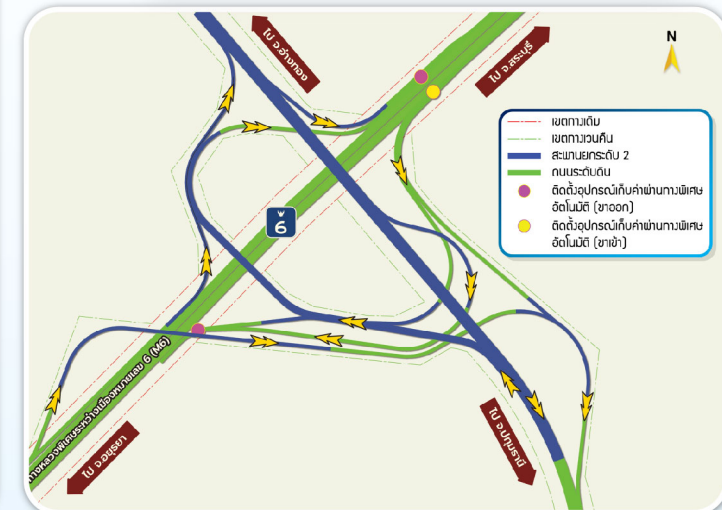 ไป จ.อ่างทอง
ไป จ.สระบุรี
N
เขตทางเดิม
เขตทางเวนคืน
สะพานยกระดับ 2
ถนนระดับดิน
ติดตั้งอุปกรณ์เก็บค่าผ่านทางพิเศษ
อัตโนมัติ (ขาออก)
ติดตั้งอุปกรณ์เก็บค่าผ่านทางพิเศษ
อัตโนมัติ (ขาเข้า)
6
ทางหลวงพิเศษระหว่างเมืองหมายเลข 6 (M6)
ไป จ.อยุธยา
ไป จ.ปทุมธานี